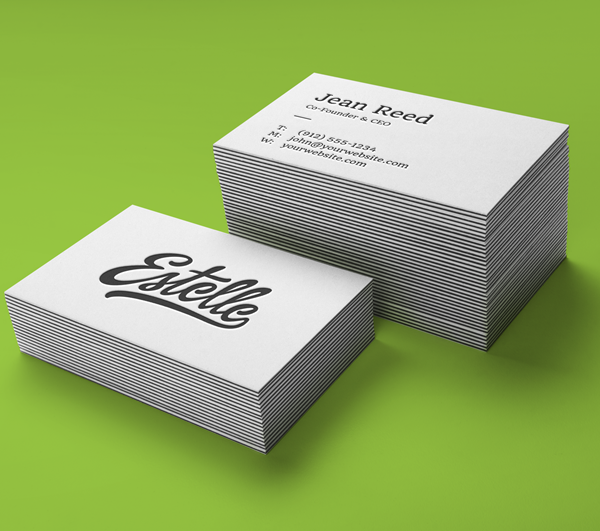 Jean Reed
Co-Founder & CEO
T: (912) 555-1234
M: john@yourwebsite.com
W: yourwebsite.com
Estelle